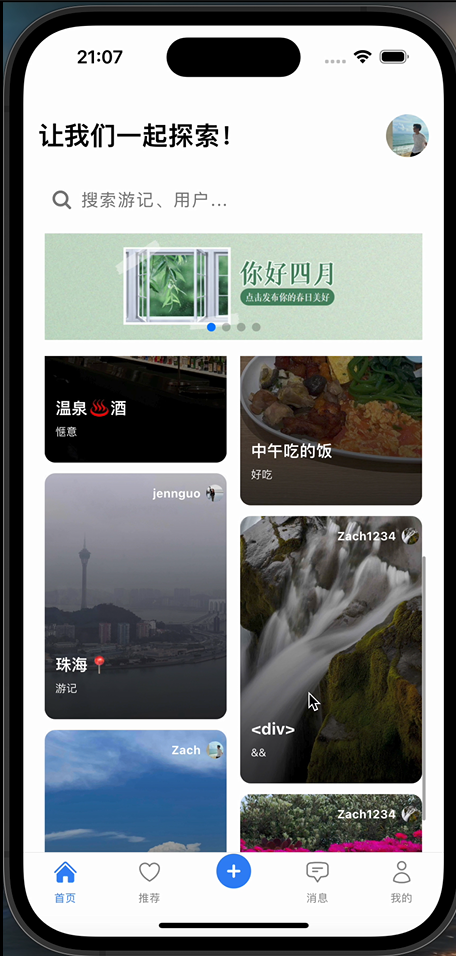 21:07
让我们一起探索！
搜索游记、用户...
你好四月
点击发布你的春日美好
温泉♨️酒
惬意
中午吃的饭
好吃
jennguo
珠海📍
游记
Zach1234
<div>
&&
Zach
Zach1234
首页
推荐
消息
我的